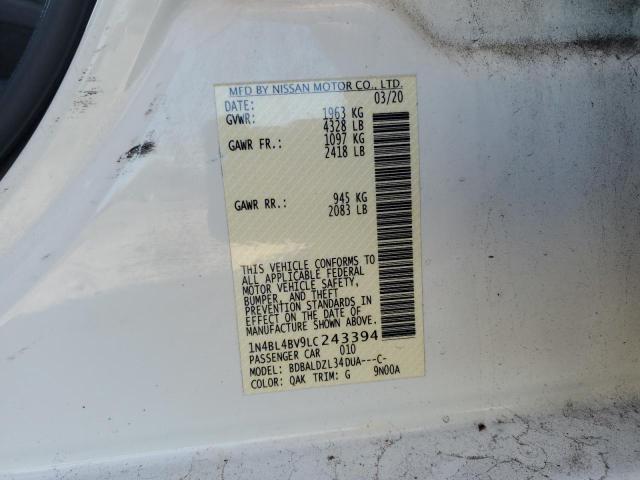 MFD BY NISSAN MOTOR CO., LTD.
DATE: 03/20
GVWR: 1963 KG
4328 LB
GAWR FR.: 1097 KG
2418 LB
GAWR RR.: 945 KG
2083 LB
THIS VEHICLE CONFORMS TO
ALL APPLICABLE FEDERAL
MOTOR VEHICLE SAFETY,
BUMPER, AND THEFT
PREVENTION STANDARDS IN
EFFECT ON THE DATE OF
MANUFACTURE SHOWN ABOVE.
1N4BL4BV9LC243394
PASSENGER CAR 010
MODEL: BDBALDZL34DUA---C-
COLOR: QAK TRIM: G 9N00A